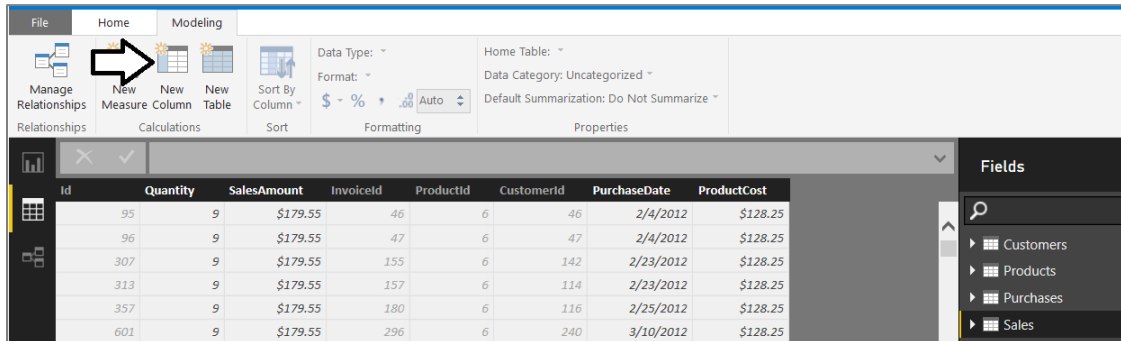 File Home Modeling
Data Type: Home Table:
Format: Data Category: Uncategorized
Manage New New New Sort By $ % , .00 Auto Default Summarization: Do Not Summarize
Relationships Measure Column Table Column
Relationships Calculations Sort Formatting Properties
Fields
Id Quantity SalesAmount InvoiceId ProductId CustomerId PurchaseDate ProductCost
95 9 $179.55 46 6 46 2/4/2012 $128.25
96 9 $179.55 47 6 47 2/4/2012 $128.25
Customers
307 9 $179.55 155 6 142 2/23/2012 $128.25
Products
313 9 $179.55 157 6 114 2/23/2012 $128.25
Purchases
357 9 $179.55 180 6 116 2/25/2012 $128.25
Sales
601 9 $179.55 296 6 240 3/10/2012 $128.25